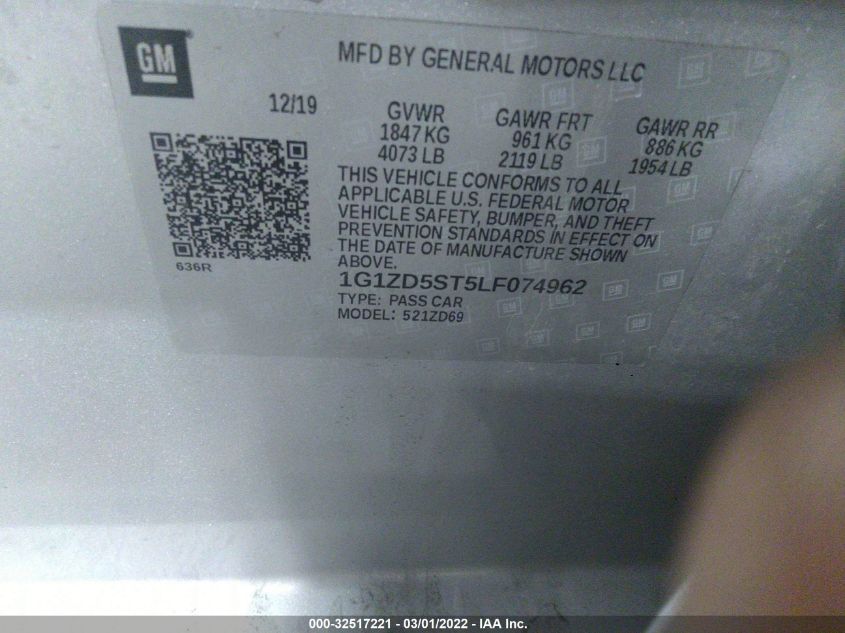 GM
MFD BY GENERAL MOTORS LLC
12/19
GVWR
1847 KG
4073 LB
GAWR FRT
961 KG
2119 LB
GAWR RR
886 KG
1954 LB
THIS VEHICLE CONFORMS TO ALL
APPLICABLE U.S. FEDERAL MOTOR
VEHICLE SAFETY, BUMPER, AND THEFT
PREVENTION STANDARDS IN EFFECT ON
THE DATE OF MANUFACTURE SHOWN
ABOVE.
636R
1G1ZD5ST5LF074962
TYPE: PASS CAR
MODEL: 521ZD69
000-32517221 - 03/01/2022 - IAA Inc.